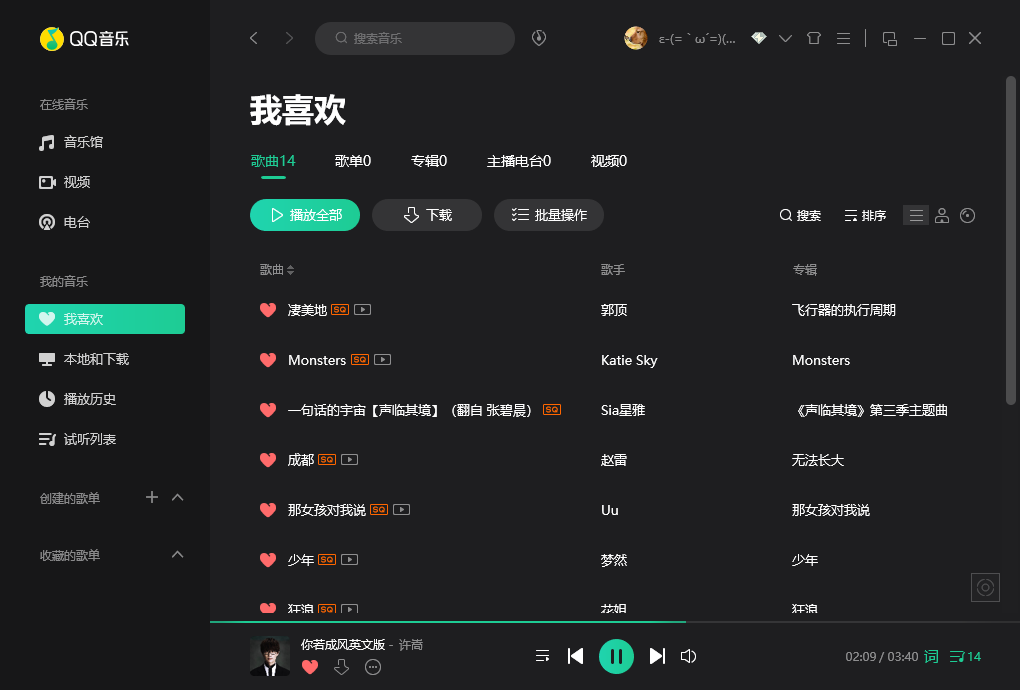 QQ音乐
搜索音乐
ε-(=｀ω´=)(...
在线音乐
音乐馆
视频
电台
我的音乐
我喜欢
本地和下载
播放历史
试听列表
创建的歌单
收藏的歌单
我喜欢
歌曲14 歌单0 专辑0 主播电台0 视频0
播放全部 下载 批量操作 搜索 排序
歌曲 歌手 专辑
凄美地 SQ 郭顶 飞行器的执行周期
Monsters SQ Katie Sky Monsters
一句话的宇宙【声临其境】（翻自 张碧晨） SQ Sia星雅 《声临其境》第三季主题曲
成都 SQ 赵雷 无法长大
那女孩对我说 SQ Uu 那女孩对我说
少年 SQ 梦然 少年
狂浪 SQ 花姐 狂浪
你若成风英文版 - 许嵩
02:09 / 03:40 词 14